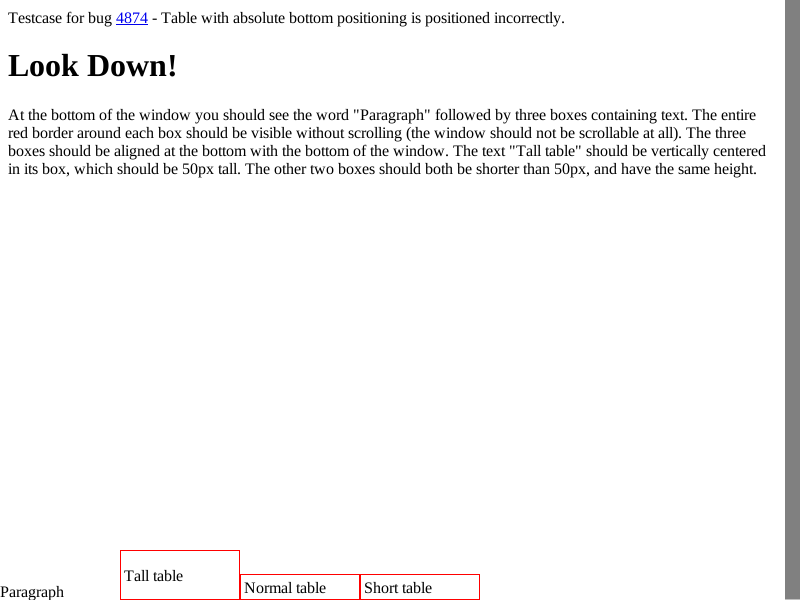 Testcase for bug 4874 - Table with absolute bottom positioning is positioned incorrectly.
Look Down!
At the bottom of the window you should see the word "Paragraph" followed by three boxes containing text. The entire
red border around each box should be visible without scrolling (the window should not be scrollable at all). The three
boxes should be aligned at the bottom with the bottom of the window. The text "Tall table" should be vertically centered
in its box, which should be 50px tall. The other two boxes should both be shorter than 50px, and have the same height.
Paragraph
Tall table
Normal table
Short table